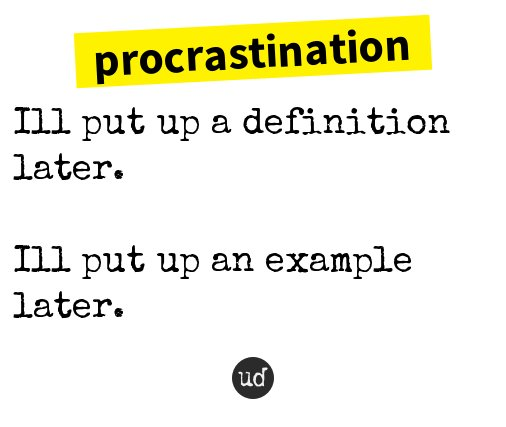 procrastination
Ill put up a definition
later.
Ill put up an example
later.
ud